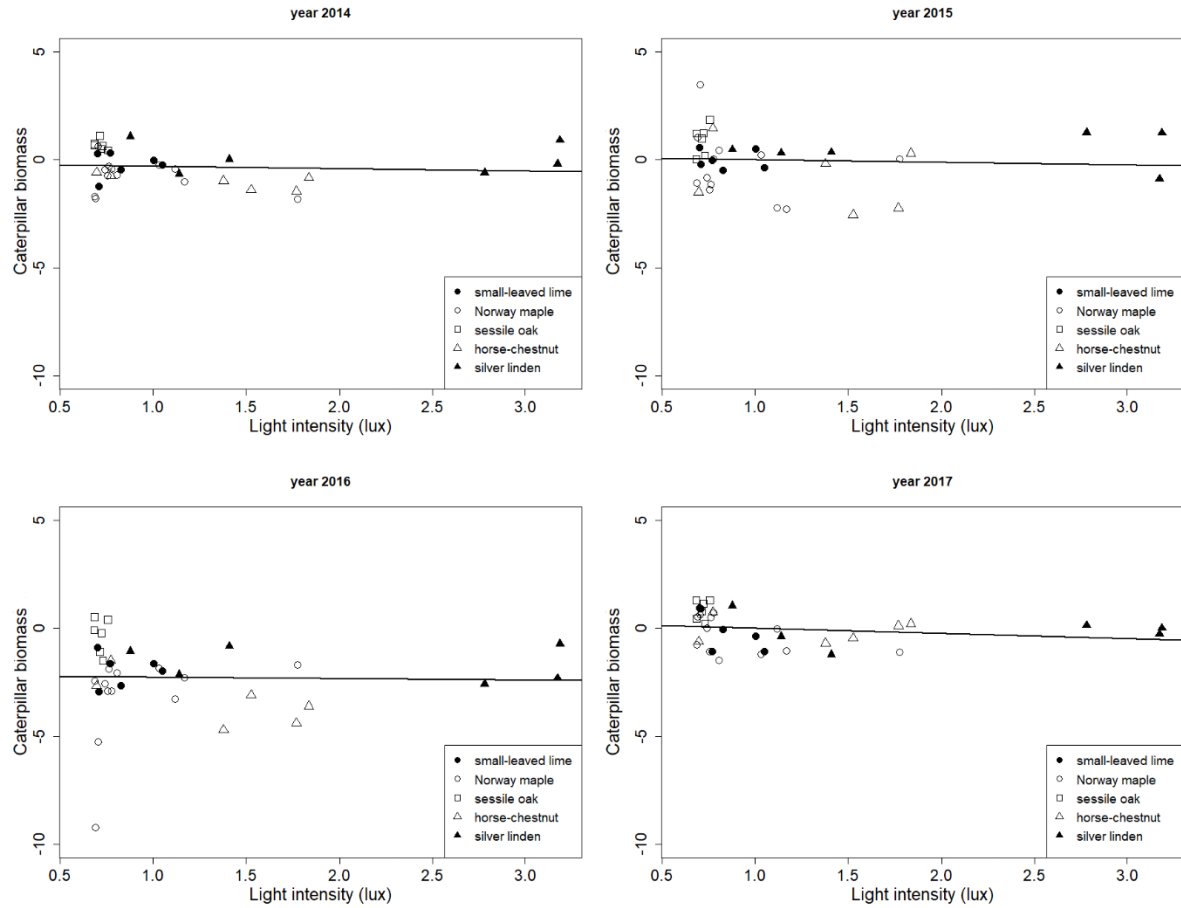 year 2014
Caterpillar biomass
5
0
-5
-10
small-leaved lime
Norway maple
sessile oak
horse-chestnut
silver linden
0.5 1.0 1.5 2.0 2.5 3.0
Light intensity (lux)
year 2015
Caterpillar biomass
5
0
-5
-10
small-leaved lime
Norway maple
sessile oak
horse-chestnut
silver linden
0.5 1.0 1.5 2.0 2.5 3.0
Light intensity (lux)
year 2016
Caterpillar biomass
5
0
-5
-10
small-leaved lime
Norway maple
sessile oak
horse-chestnut
silver linden
0.5 1.0 1.5 2.0 2.5 3.0
Light intensity (lux)
year 2017
Caterpillar biomass
5
0
-5
-10
small-leaved lime
Norway maple
sessile oak
horse-chestnut
silver linden
0.5 1.0 1.5 2.0 2.5 3.0
Light intensity (lux)